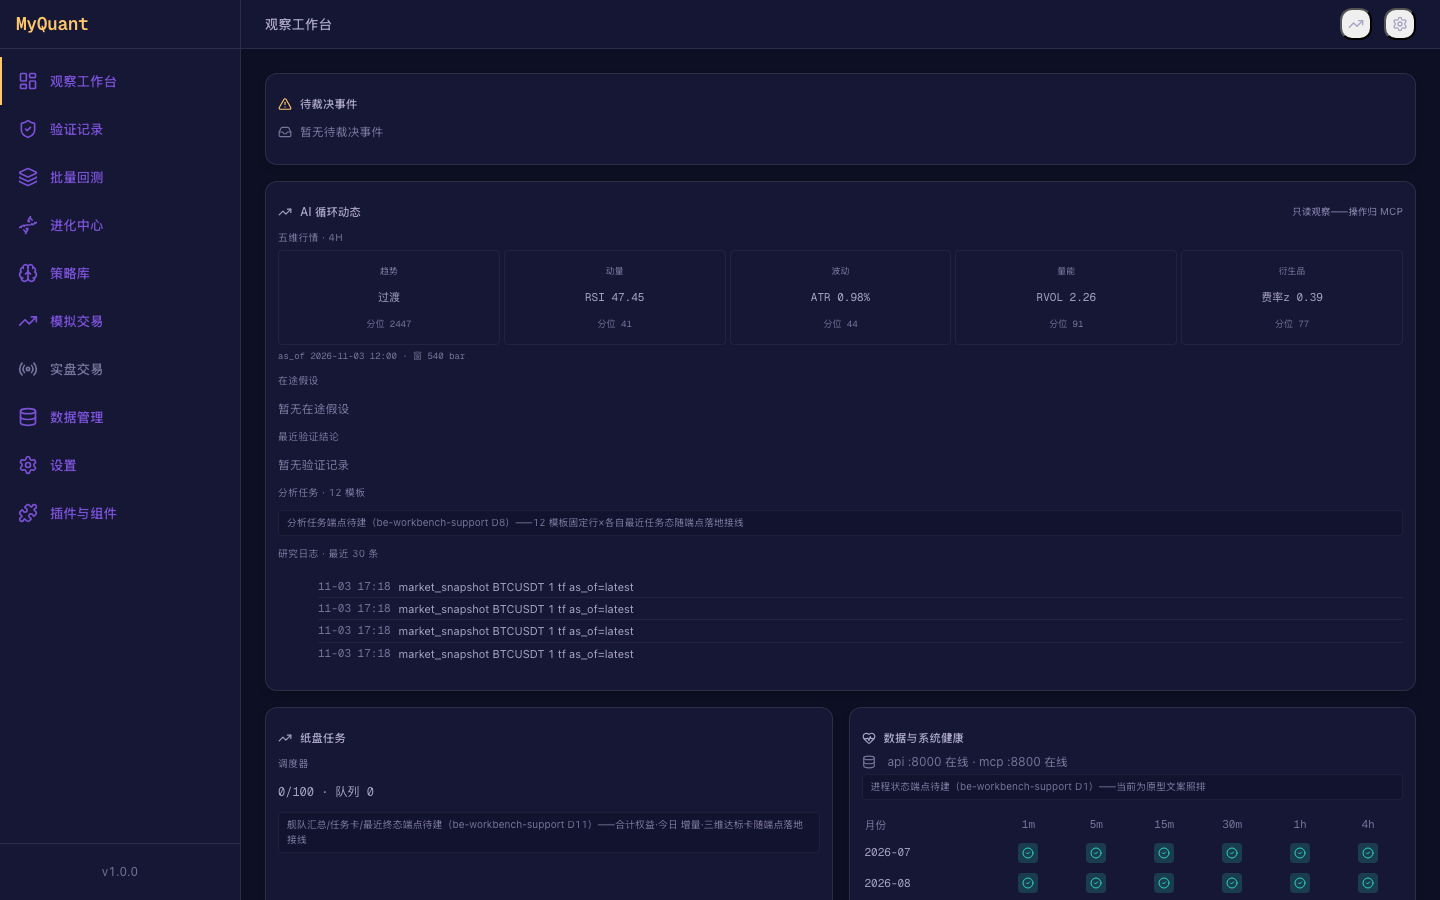 MyQuant
观察工作台
验证记录
批量回测
进化中心
策略库
模拟交易
实盘交易
数据管理
设置
插件与组件
v1.0.0
观察工作台
待裁决事件
暂无待裁决事件
AI 循环动态
只读观察——操作归 MCP
五维行情 · 4H
趋势
过渡
分位 2447
动量
RSI 47.45
分位 41
波动
ATR 0.98%
分位 44
量能
RVOL 2.26
分位 91
衍生品
费率z 0.39
分位 77
as_of 2026-11-03 12:00 · 窗 540 bar
在途假设
暂无在途假设
最近验证结论
暂无验证记录
分析任务 · 12 模板
分析任务端点待建（be-workbench-support D8）——12 模板固定行×各自最近任务态随端点落地接线
研究日志 · 最近 30 条
11-03 17:18 market_snapshot BTCUSDT 1 tf as_of=latest
11-03 17:18 market_snapshot BTCUSDT 1 tf as_of=latest
11-03 17:18 market_snapshot BTCUSDT 1 tf as_of=latest
11-03 17:18 market_snapshot BTCUSDT 1 tf as_of=latest
纸盘任务
调度器
0/100 · 队列 0
舰队汇总/任务卡/最近终态端点待建（be-workbench-support D11）——合计权益·今日 增量·三维达标卡随端点落地
接线
数据与系统健康
api :8000 在线 · mcp :8800 在线
进程状态端点待建（be-workbench-support D1）——当前为原型文案照排
月份 1m 5m 15m 30m 1h 4h
2026-07
2026-08